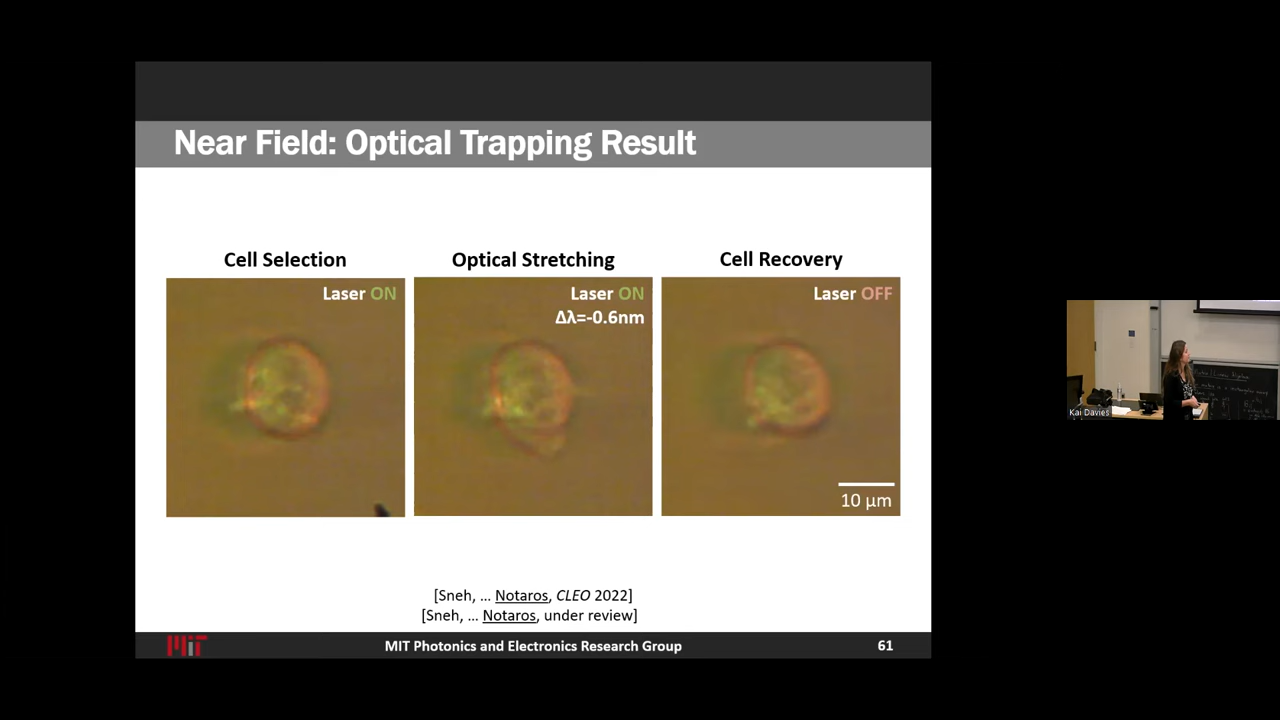 Near Field: Optical Trapping Result
Cell Selection
Laser ON
Optical Stretching
Laser ON
Δλ=-0.6nm
Cell Recovery
Laser OFF
10 µm
[Sneh, ... Notaros, CLEO 2022]
[Sneh, ... Notaros, under review]
MIT
MIT Photonics and Electronics Research Group
61
Kai Davies